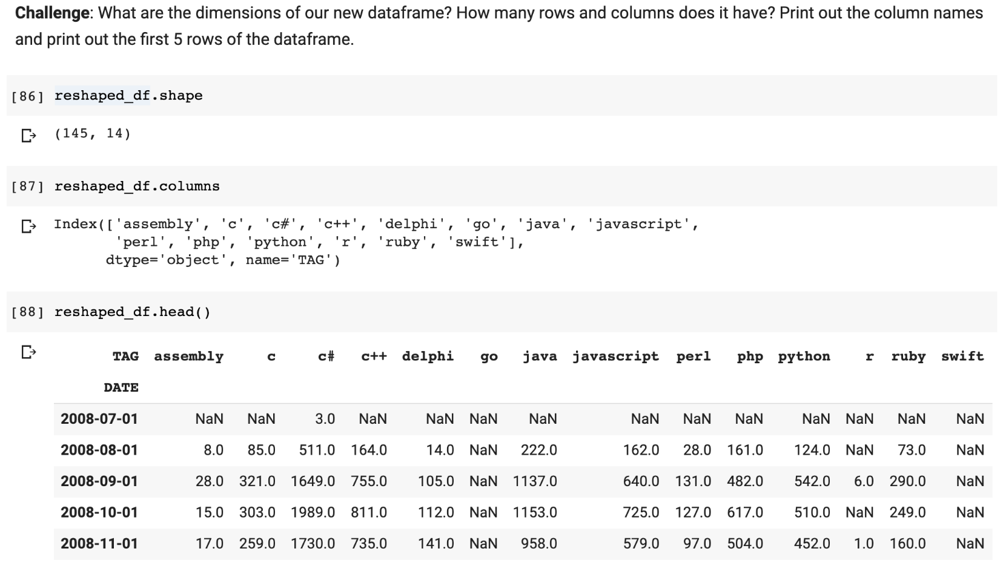 Challenge: What are the dimensions of our new dataframe? How many rows and columns does it have? Print out the column names
and print out the first 5 rows of the dataframe.
[86] reshaped_df.shape
(145, 14)
[87] reshaped_df.columns
Index(['assembly', 'c', 'c#', 'c++', 'delphi', 'go', 'java', 'javascript',
'perl', 'php', 'python', 'r', 'ruby', 'swift'],
dtype='object', name='TAG')
[88] reshaped_df.head()
TAG assembly c c# c++ delphi go java javascript perl php python r ruby swift
DATE
2008-07-01 NaN NaN 3.0 NaN NaN NaN NaN NaN NaN NaN NaN NaN NaN NaN
2008-08-01 8.0 85.0 511.0 164.0 14.0 NaN 222.0 162.0 28.0 161.0 124.0 NaN 73.0 NaN
2008-09-01 28.0 321.0 1649.0 755.0 105.0 NaN 1137.0 640.0 131.0 482.0 542.0 6.0 290.0 NaN
2008-10-01 15.0 303.0 1989.0 811.0 112.0 NaN 1153.0 725.0 127.0 617.0 510.0 NaN 249.0 NaN
2008-11-01 17.0 259.0 1730.0 735.0 141.0 NaN 958.0 579.0 97.0 504.0 452.0 1.0 160.0 NaN